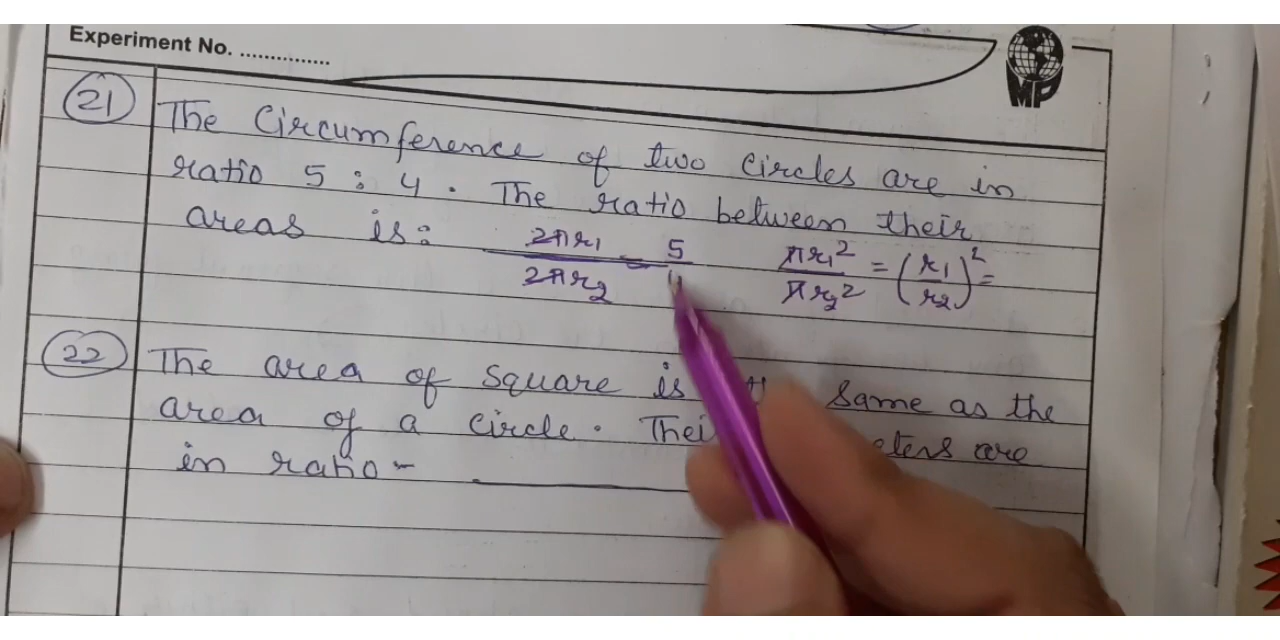 Experiment No. ...............
MP
21 The Circumference of two Circles are in
ratio 5 : 4 . The ratio between their
areas is: 2πr1 / 2πr2 = 5/ πr1² / πr2² = (r1 / r2)² =
22 The area of Square is Same as the
area of a Circle. are
in ratio -